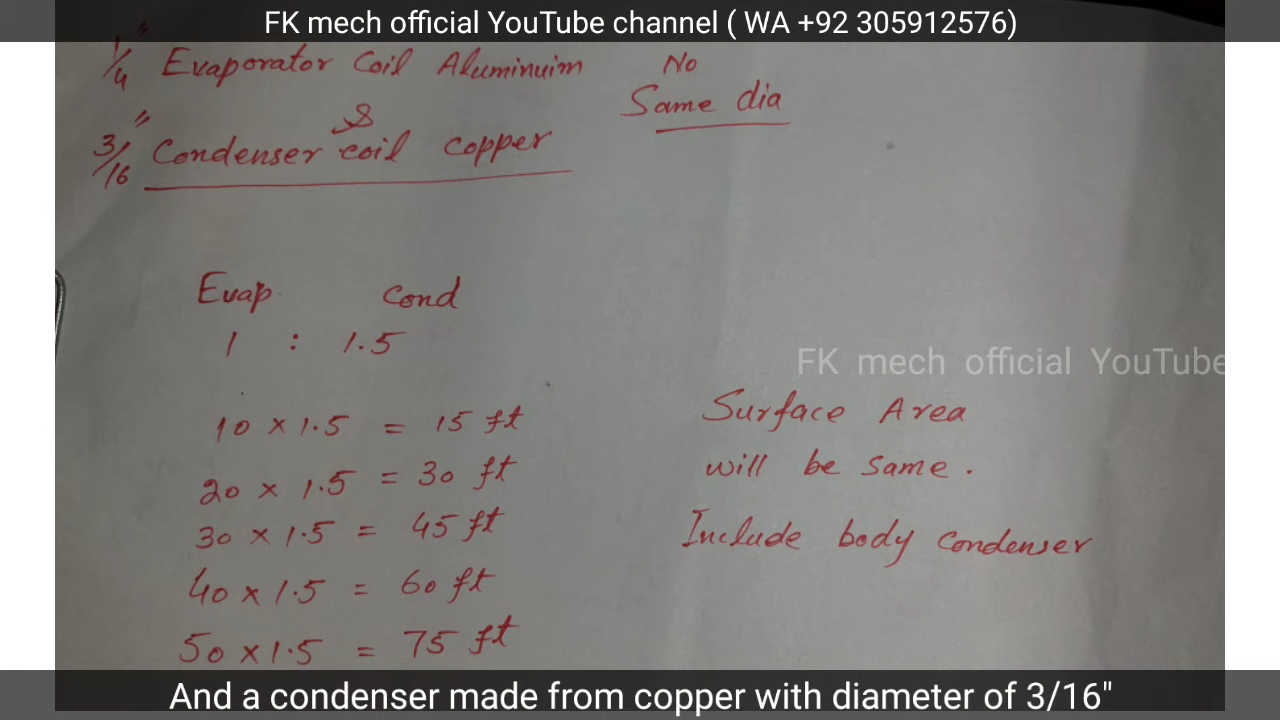 FK mech official YouTube channel ( WA +92 305912576)
1/4" Evaporator Coil Aluminuim No
& Same dia
3/16" Condenser coil copper
Evap. Cond
1 : 1.5
FK mech official YouTube
10 x 1.5 = 15 ft Surface Area
20 x 1.5 = 30 ft will be same.
30 x 1.5 = 45 ft Include body condenser
40 x 1.5 = 60 ft
50 x 1.5 = 75 ft
And a condenser made from copper with diameter of 3/16"